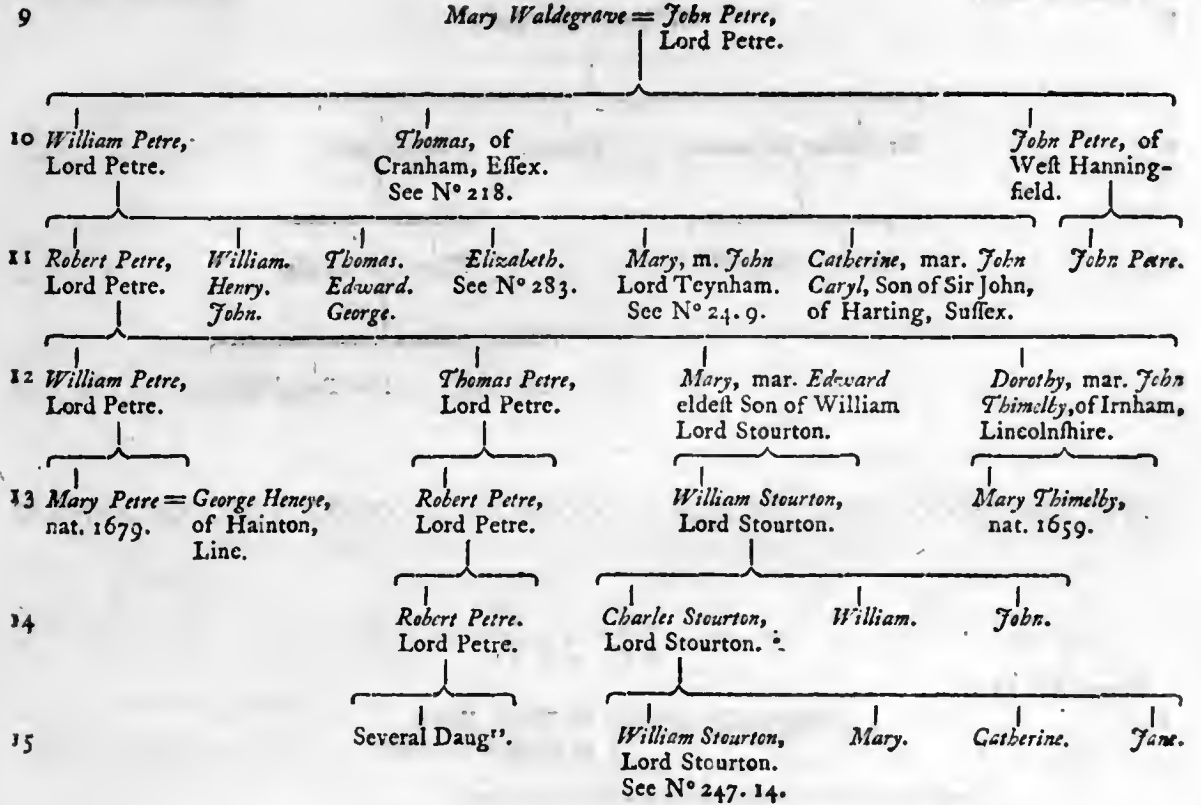 9 Mary Waldegrave = John Petre,
Lord Petre.
10 William Petre,
Lord Petre.
Thomas, of
Cranham, Eſſex.
See Nº 218.
John Petre, of
Weſt Hanning-
field.
11 Robert Petre,
Lord Petre.
William.
Henry.
John.
Thomas.
Edward.
George.
Elizabeth.
See Nº 283.
Mary, m. John
Lord Teynham.
See Nº 24. 9.
Catherine, mar. John
Caryl, Son of Sir John,
of Harting, Suſſex.
John Petre.
12 William Petre,
Lord Petre.
Thomas Petre,
Lord Petre.
Mary, mar. Edward
eldeſt Son of William
Lord Stourton.
Dorothy, mar. John
Thimelby, of Irnham,
Lincolnſhire.
13 Mary Petre = George Heneye,
nat. 1679. of Hainton,
Line.
Robert Petre,
Lord Petre.
William Stourton,
Lord Stourton.
Mary Thimelby,
nat. 1659.
14 Robert Petre.
Lord Petre.
Charles Stourton,
Lord Stourton.
William.
John.
15 Several Daugrs.
William Stourton,
Lord Stourton.
See Nº 247. 14.
Mary.
Catherine.
Jane.